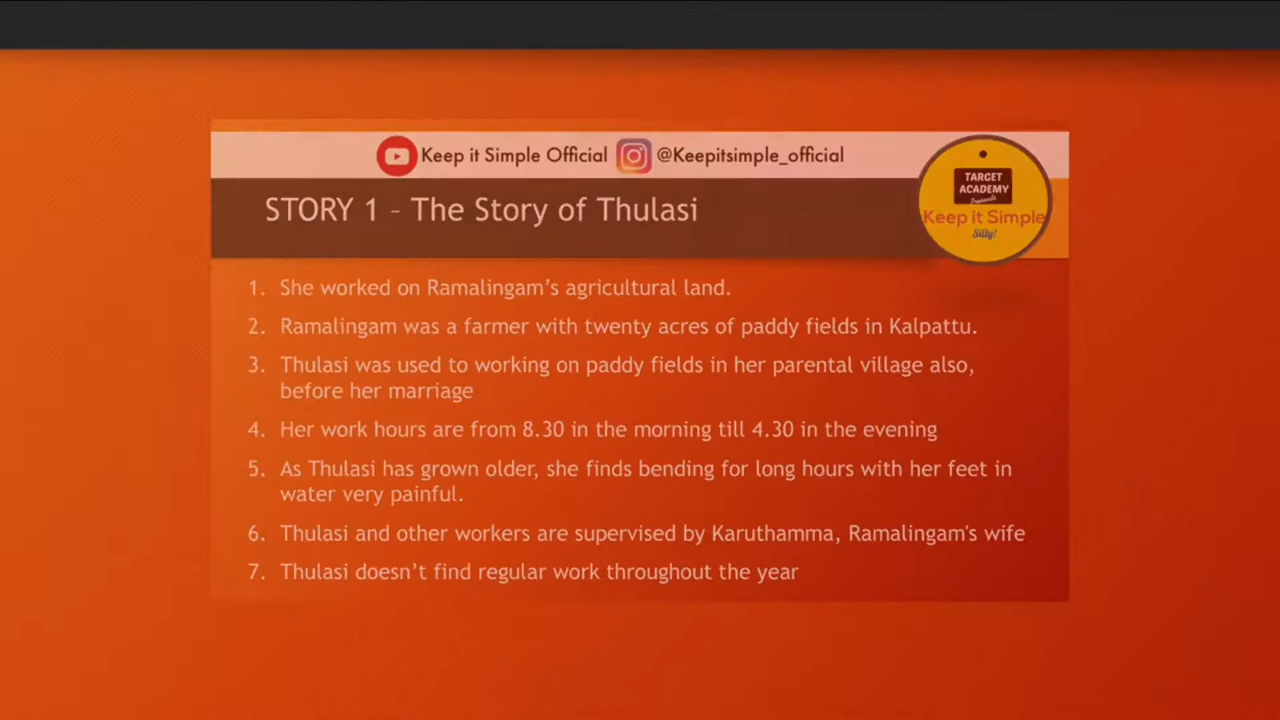 Keep it Simple Official @Keepitsimple_official
TARGET
ACADEMY
Presents
Keep it Simple
Silly!
STORY 1 – The Story of Thulasi
1. She worked on Ramalingam's agricultural land.
2. Ramalingam was a farmer with twenty acres of paddy fields in Kalpattu.
3. Thulasi was used to working on paddy fields in her parental village also,
before her marriage
4. Her work hours are from 8.30 in the morning till 4.30 in the evening
5. As Thulasi has grown older, she finds bending for long hours with her feet in
water very painful.
6. Thulasi and other workers are supervised by Karuthamma, Ramalingam's wife
7. Thulasi doesn't find regular work throughout the year